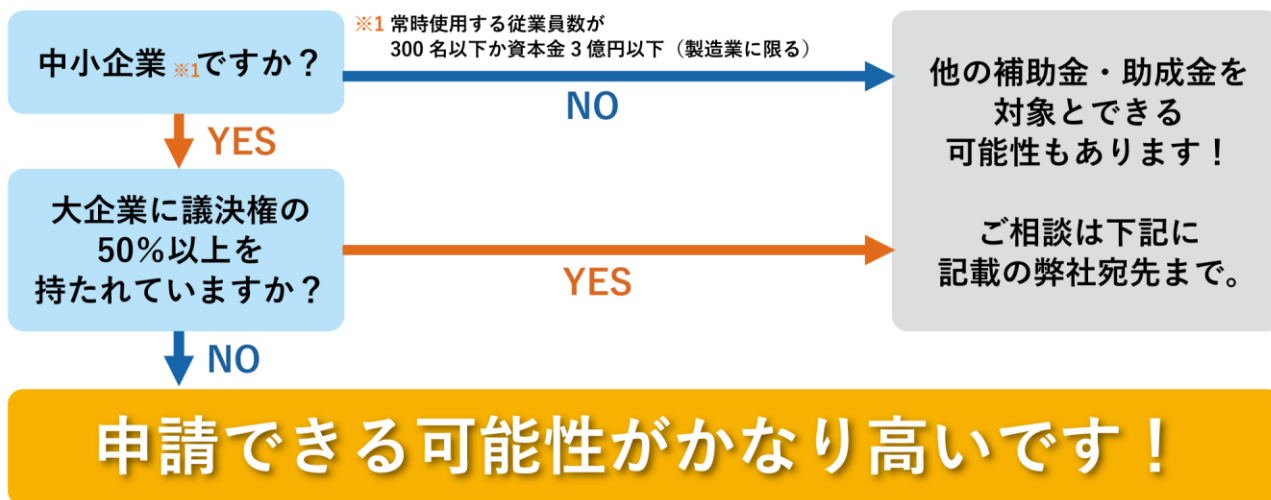 中小企業※1ですか？
※1 常時使用する従業員数が
300 名以下か資本金 3 億円以下（製造業に限る）
NO
YES
他の補助金・助成金を
対象とできる
可能性もあります！
ご相談は下記に
記載の弊社宛先まで。
大企業に議決権の
50％以上を
持たれていますか？
YES
NO
申請できる可能性がかなり高いです！